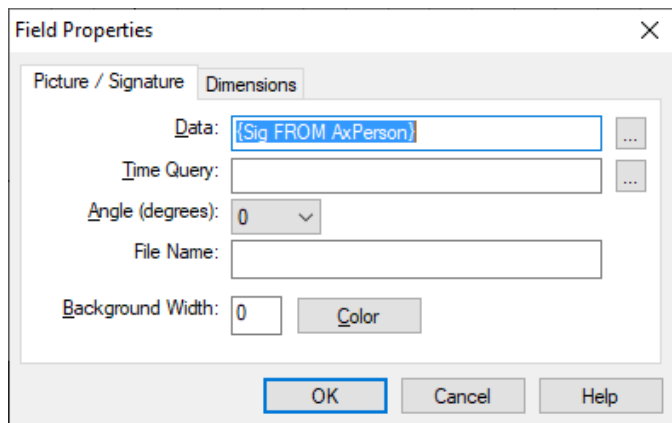 Field Properties
Picture / Signature Dimensions
Data: {Sig FROM AxPerson} ...
Time Query: ...
Angle (degrees): 0
File Name:
Background Width: 0 Color
OK Cancel Help